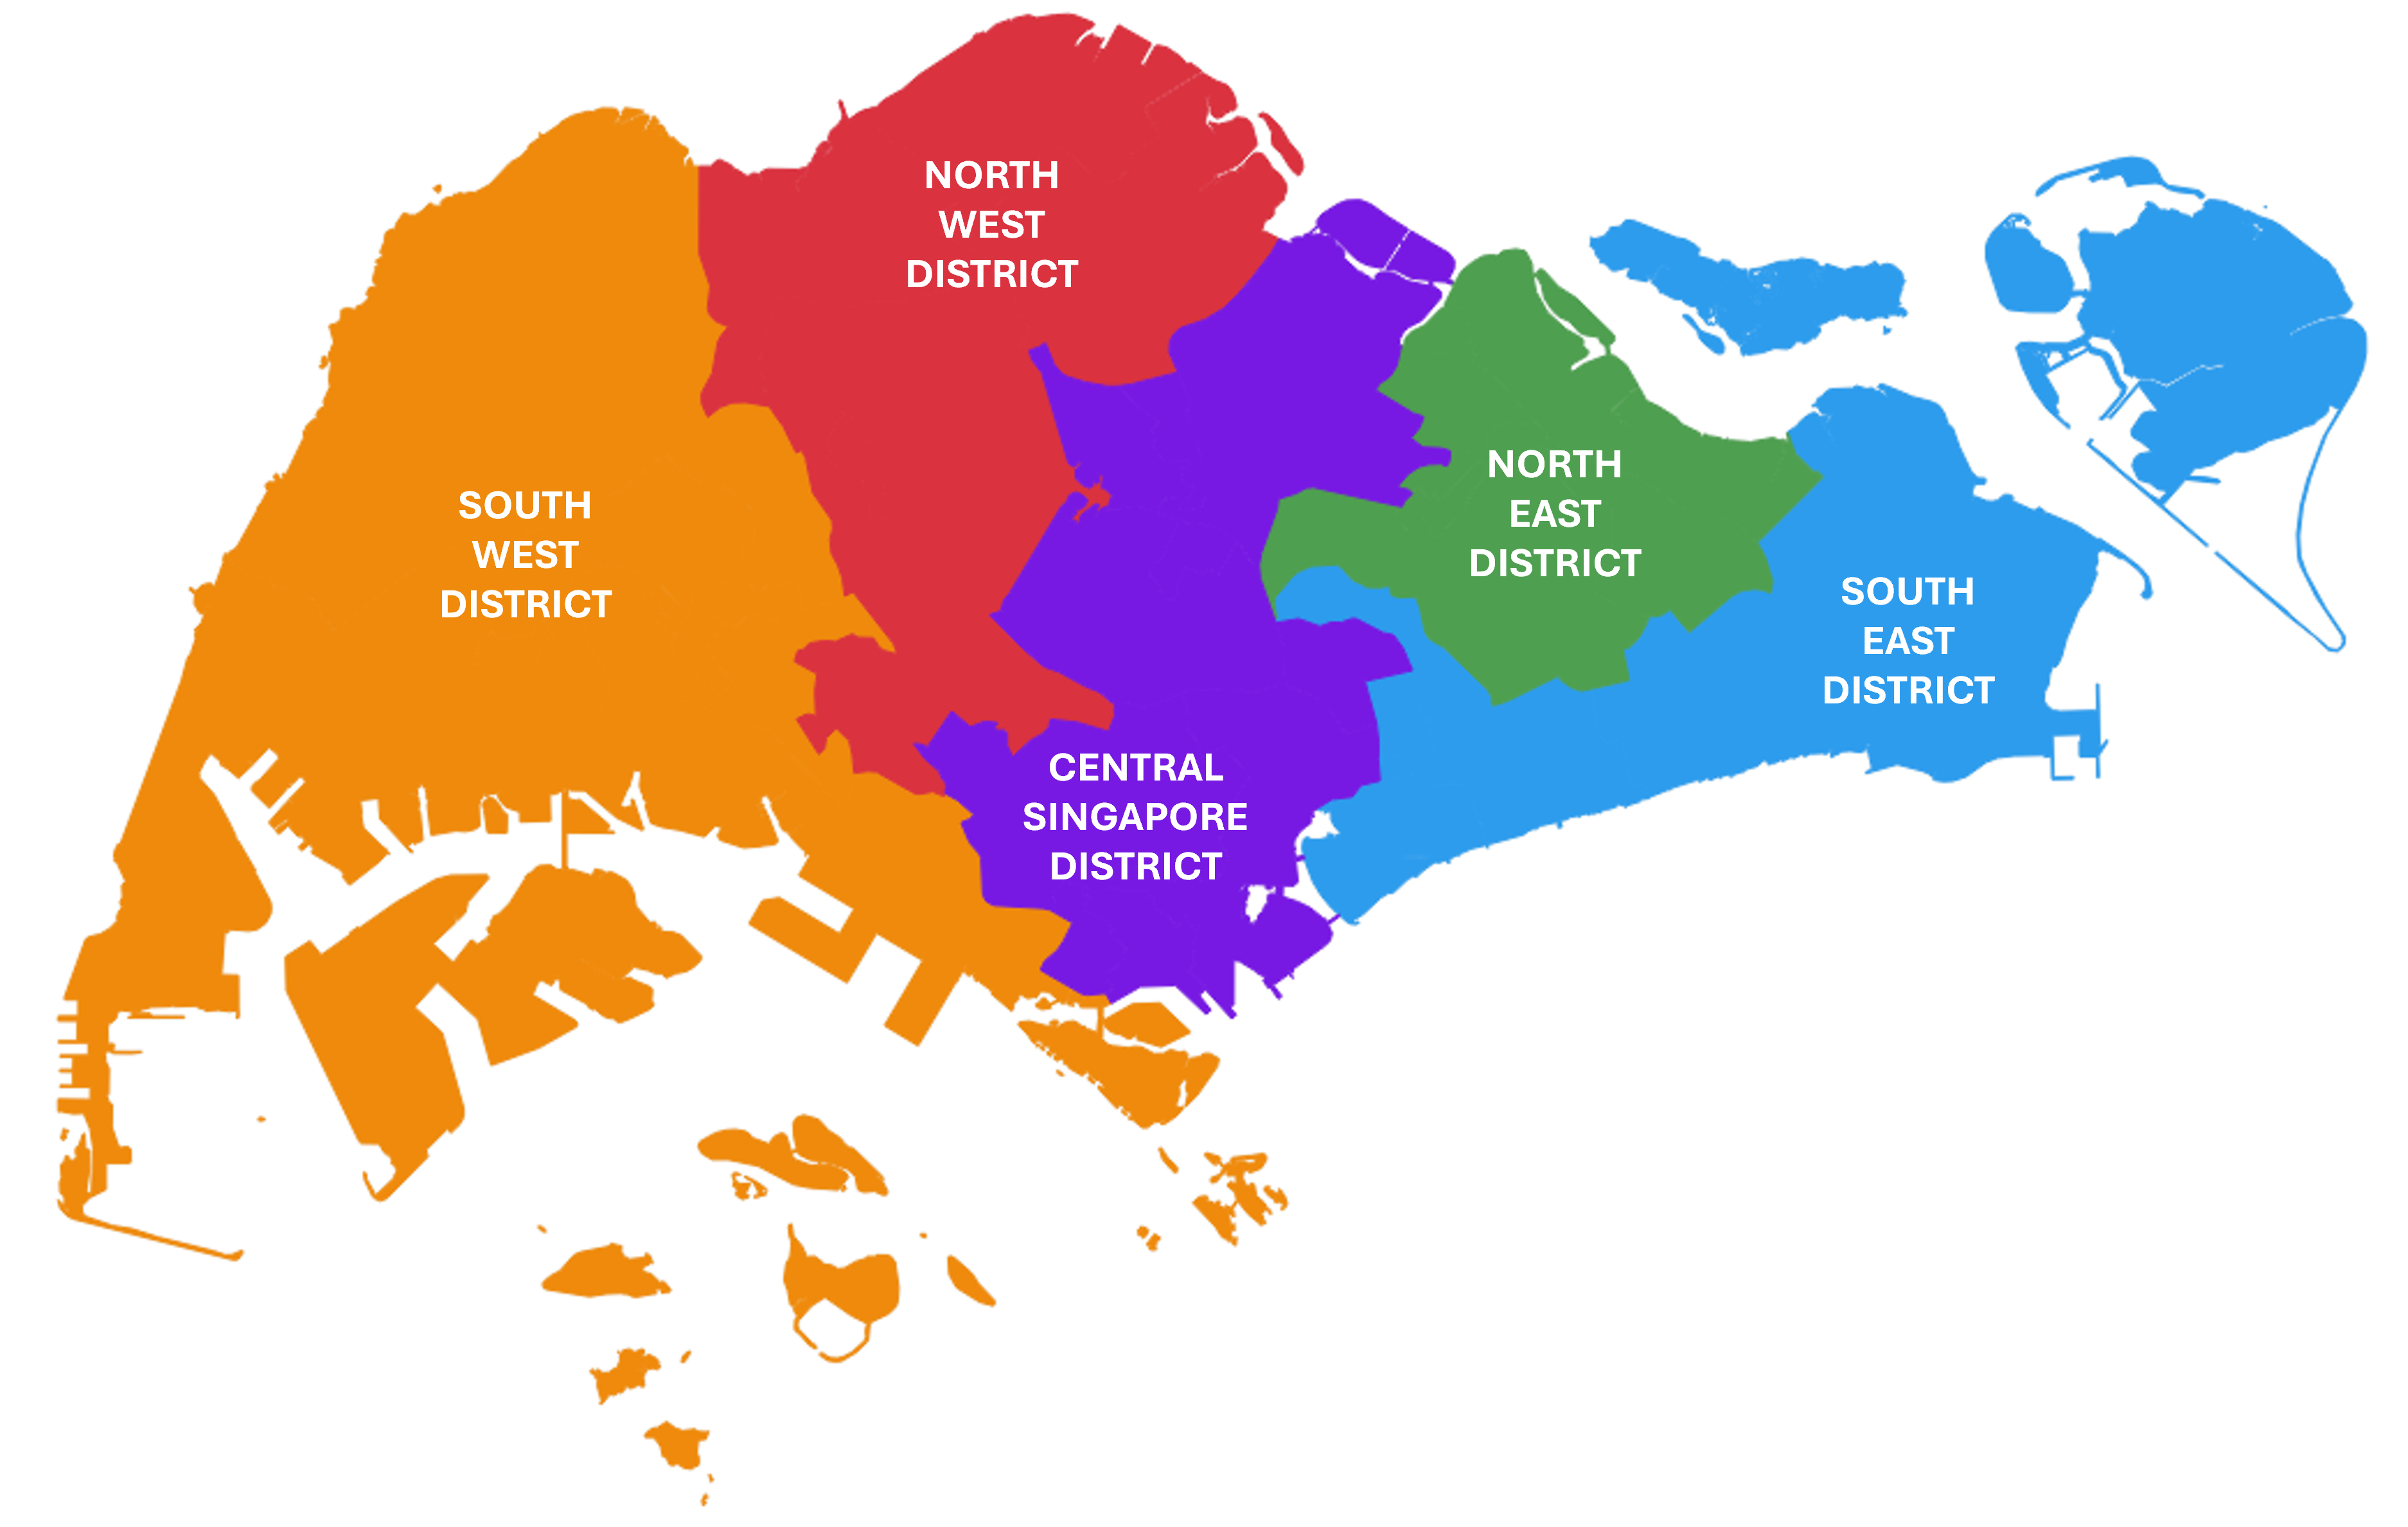 NORTH
WEST
DISTRICT
SOUTH
WEST
DISTRICT
NORTH
EAST
DISTRICT
SOUTH
EAST
DISTRICT
CENTRAL
SINGAPORE
DISTRICT